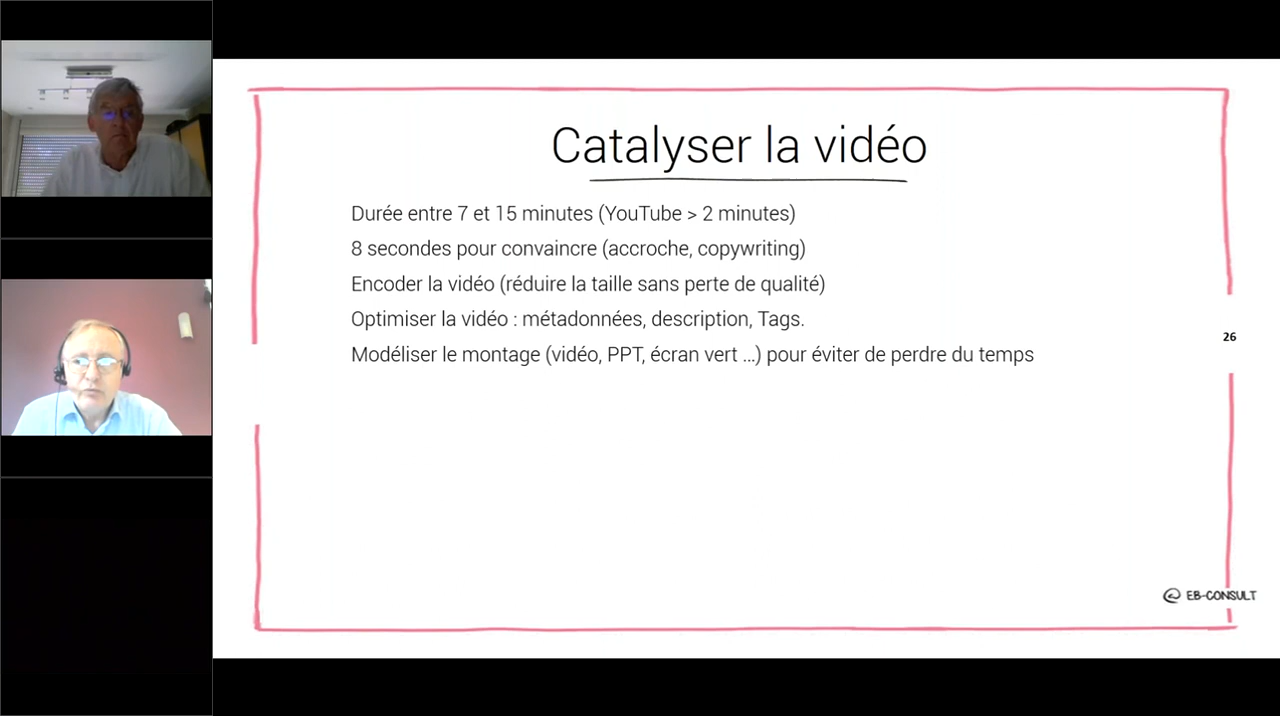 Catalyser la vidéo
Durée entre 7 et 15 minutes (YouTube > 2 minutes)
8 secondes pour convaincre (accroche, copywriting)
Encoder la vidéo (réduire la taille sans perte de qualité)
Optimiser la vidéo : métadonnées, description, Tags.
Modéliser le montage (vidéo, PPT, écran vert ...) pour éviter de perdre du temps
26
@ EB-CONSULT